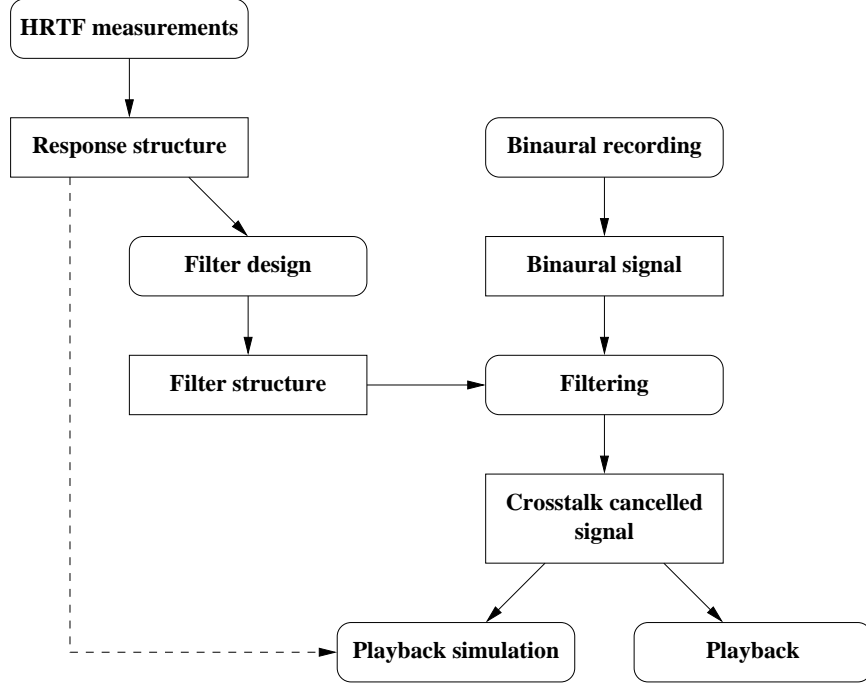 HRTF measurements
Response structure
Binaural recording
Filter design
Binaural signal
Filter structure
Filtering
Crosstalk cancelled
signal
Playback simulation
Playback